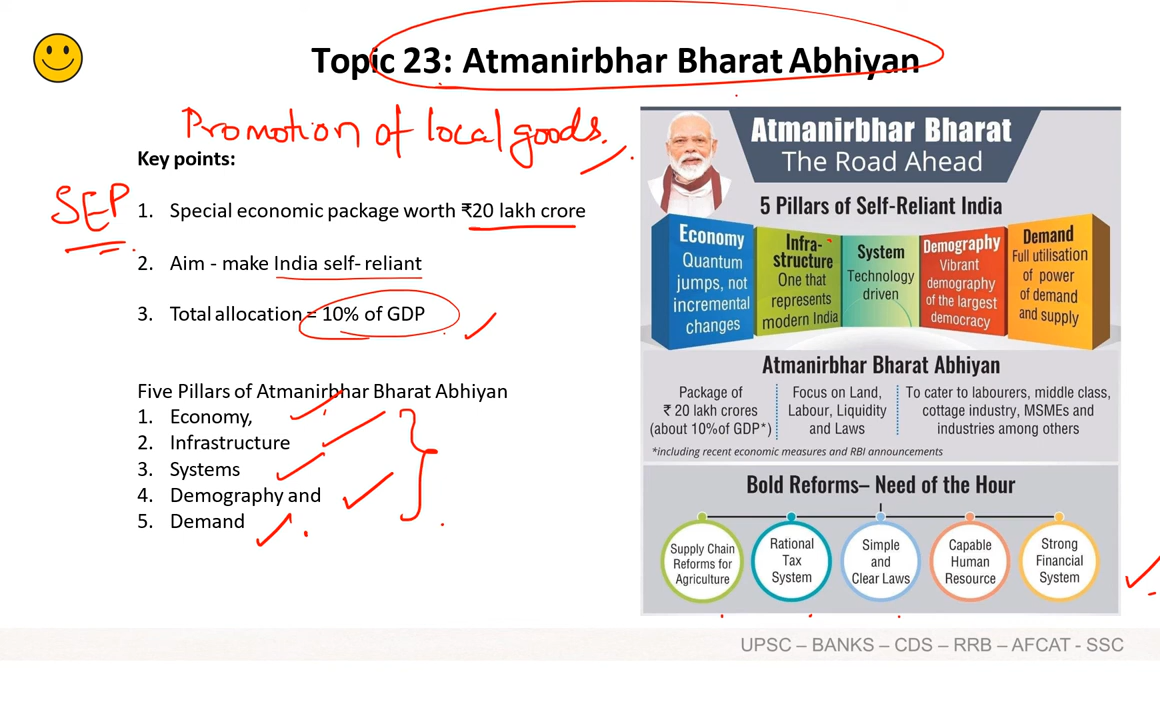 Topic 23: Atmanirbhar Bharat Abhiyan
Promotion of local goods.
Key points:
SEP
1. Special economic package worth ₹20 lakh crore
2. Aim - make India self- reliant
3. Total allocation = 10% of GDP
Five Pillars of Atmanirbhar Bharat Abhiyan
1. Economy,
2. Infrastructure
3. Systems
4. Demography and
5. Demand
Atmanirbhar Bharat
The Road Ahead
5 Pillars of Self-Reliant India
Economy
Quantum
jumps, not
incremental
changes
Infra-
structure
One that
represents
modern India
System
Technology
driven
Demography
Vibrant
demography
of the largest
democracy
Demand
Full utilisation
of power
of demand
and supply
Atmanirbhar Bharat Abhiyan
Package of
₹ 20 lakh crores
(about 10%of GDP*)
Focus on Land,
Labour, Liquidity
and Laws
To cater to labourers, middle class,
cottage industry, MSMEs and
industries among others
*including recent economic measures and RBI announcements
Bold Reforms– Need of the Hour
Supply Chain
Reforms for
Agriculture
Rational
Tax
System
Simple
and
Clear Laws
Capable
Human
Resource
Strong
Financial
System
UPSC – BANKS – CDS – RRB – AFCAT - SSC